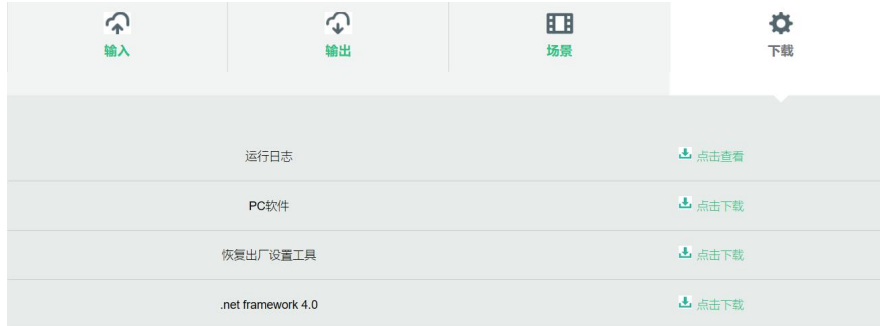 输入 输出 场景 下载
运行日志 点击查看
PC软件 点击下载
恢复出厂设置工具 点击下载
.net framework 4.0 点击下载